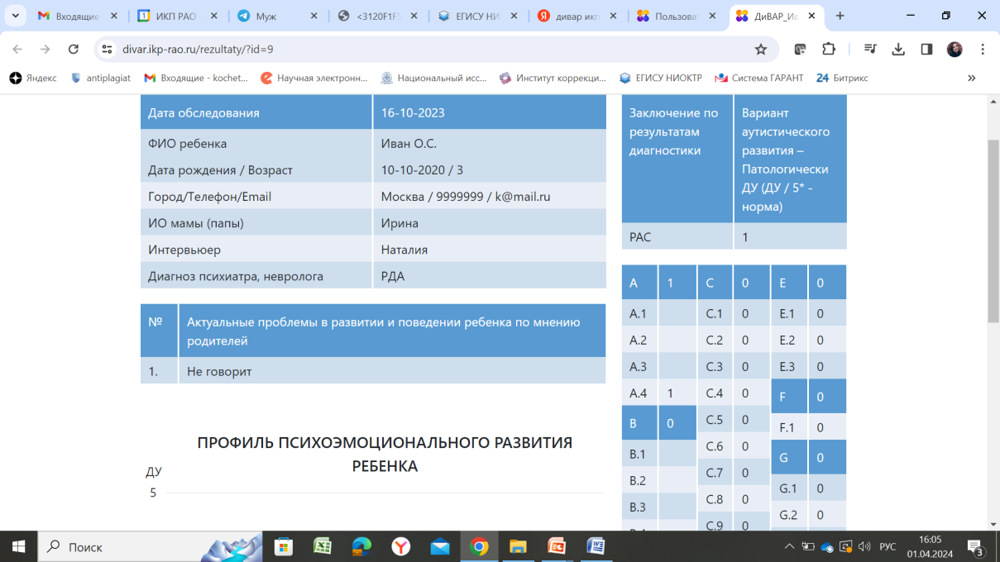 Входящие
ИКП РАО
Муж
<3120F1F5
ЕГИСУ НИ
дивар икп
Пользова
ДиВАР_Ив
divar.ikp-rao.ru/rezultaty/?id=9
Яндекс
antiplagiat
Входящие - kochet...
Научная электронн...
Национальный исс...
Институт коррекци...
ЕГИСУ НИОКТР
Система ГАРАНТ
24 Битрикс
»
Дата обследования 16-10-2023
ФИО ребенка Иван О.С.
Дата рождения / Возраст 10-10-2020 / 3
Город/Телефон/Email Москва / 9999999 / k@mail.ru
ИО мамы (папы) Ирина
Интервьюер Наталия
Диагноз психиатра, невролога РДА
№ Актуальные проблемы в развитии и поведении ребенка по мнению
родителей
1. Не говорит
ПРОФИЛЬ ПСИХОЭМОЦИОНАЛЬНОГО РАЗВИТИЯ
РЕБЕНКА
ДУ
5
Заключение по
результатам
диагностики
Вариант
аутистического
развития –
Патологически
ДУ (ДУ / 5* -
норма)
РАС 1
A 1 C 0 E 0
A.1 C.1 0 E.1 0
A.2 C.2 0 E.2 0
A.3 C.3 0 E.3 0
A.4 1 C.4 0 F 0
B 0 C.5 0 F.1 0
B.1 C.6 0 G 0
B.2 C.7 0 G.1 0
B.3 C.8 0 G.2 0
C.9 0
Поиск
РУС
16:05
01.04.2024
3